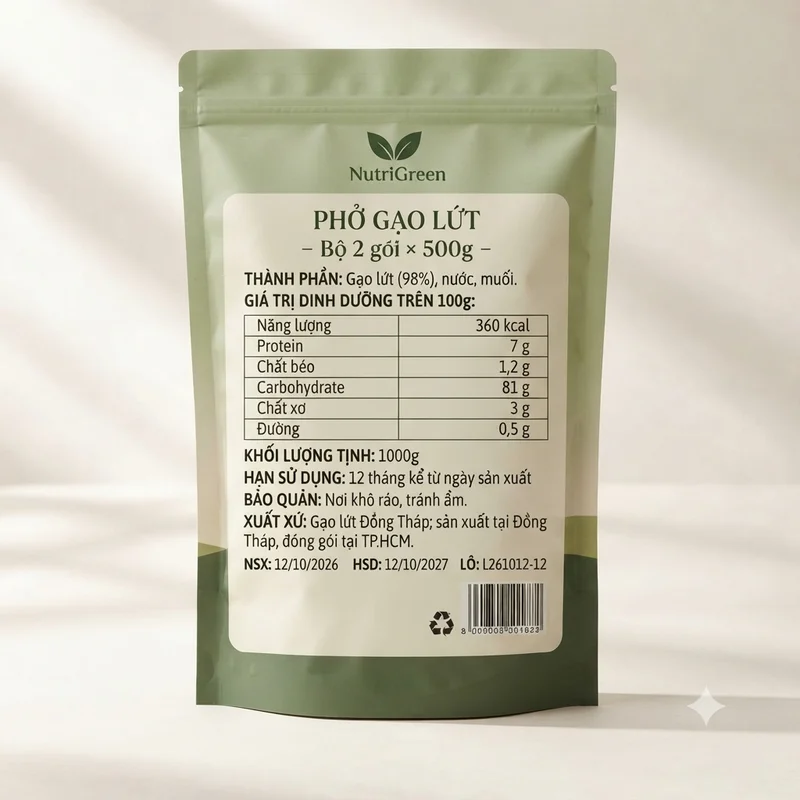 NutriGreen
PHỞ GẠO LỨT
– Bộ 2 gói × 500g –
THÀNH PHẦN: Gạo lứt (98%), nước, muối.
GIÁ TRỊ DINH DƯỠNG TRÊN 100g:
Năng lượng 360 kcal
Protein 7 g
Chất béo 1,2 g
Carbohydrate 81 g
Chất xơ 3 g
Đường 0,5 g
KHỐI LƯỢNG TỊNH: 1000g
HẠN SỬ DỤNG: 12 tháng kể từ ngày sản xuất
BẢO QUẢN: Nơi khô ráo, tránh ẩm.
XUẤT XỨ: Gạo lứt Đồng Tháp; sản xuất tại Đồng
Tháp, đóng gói tại TP.HCM.
NSX: 12/10/2026 HSD: 12/10/2027 LÔ: L261012-12